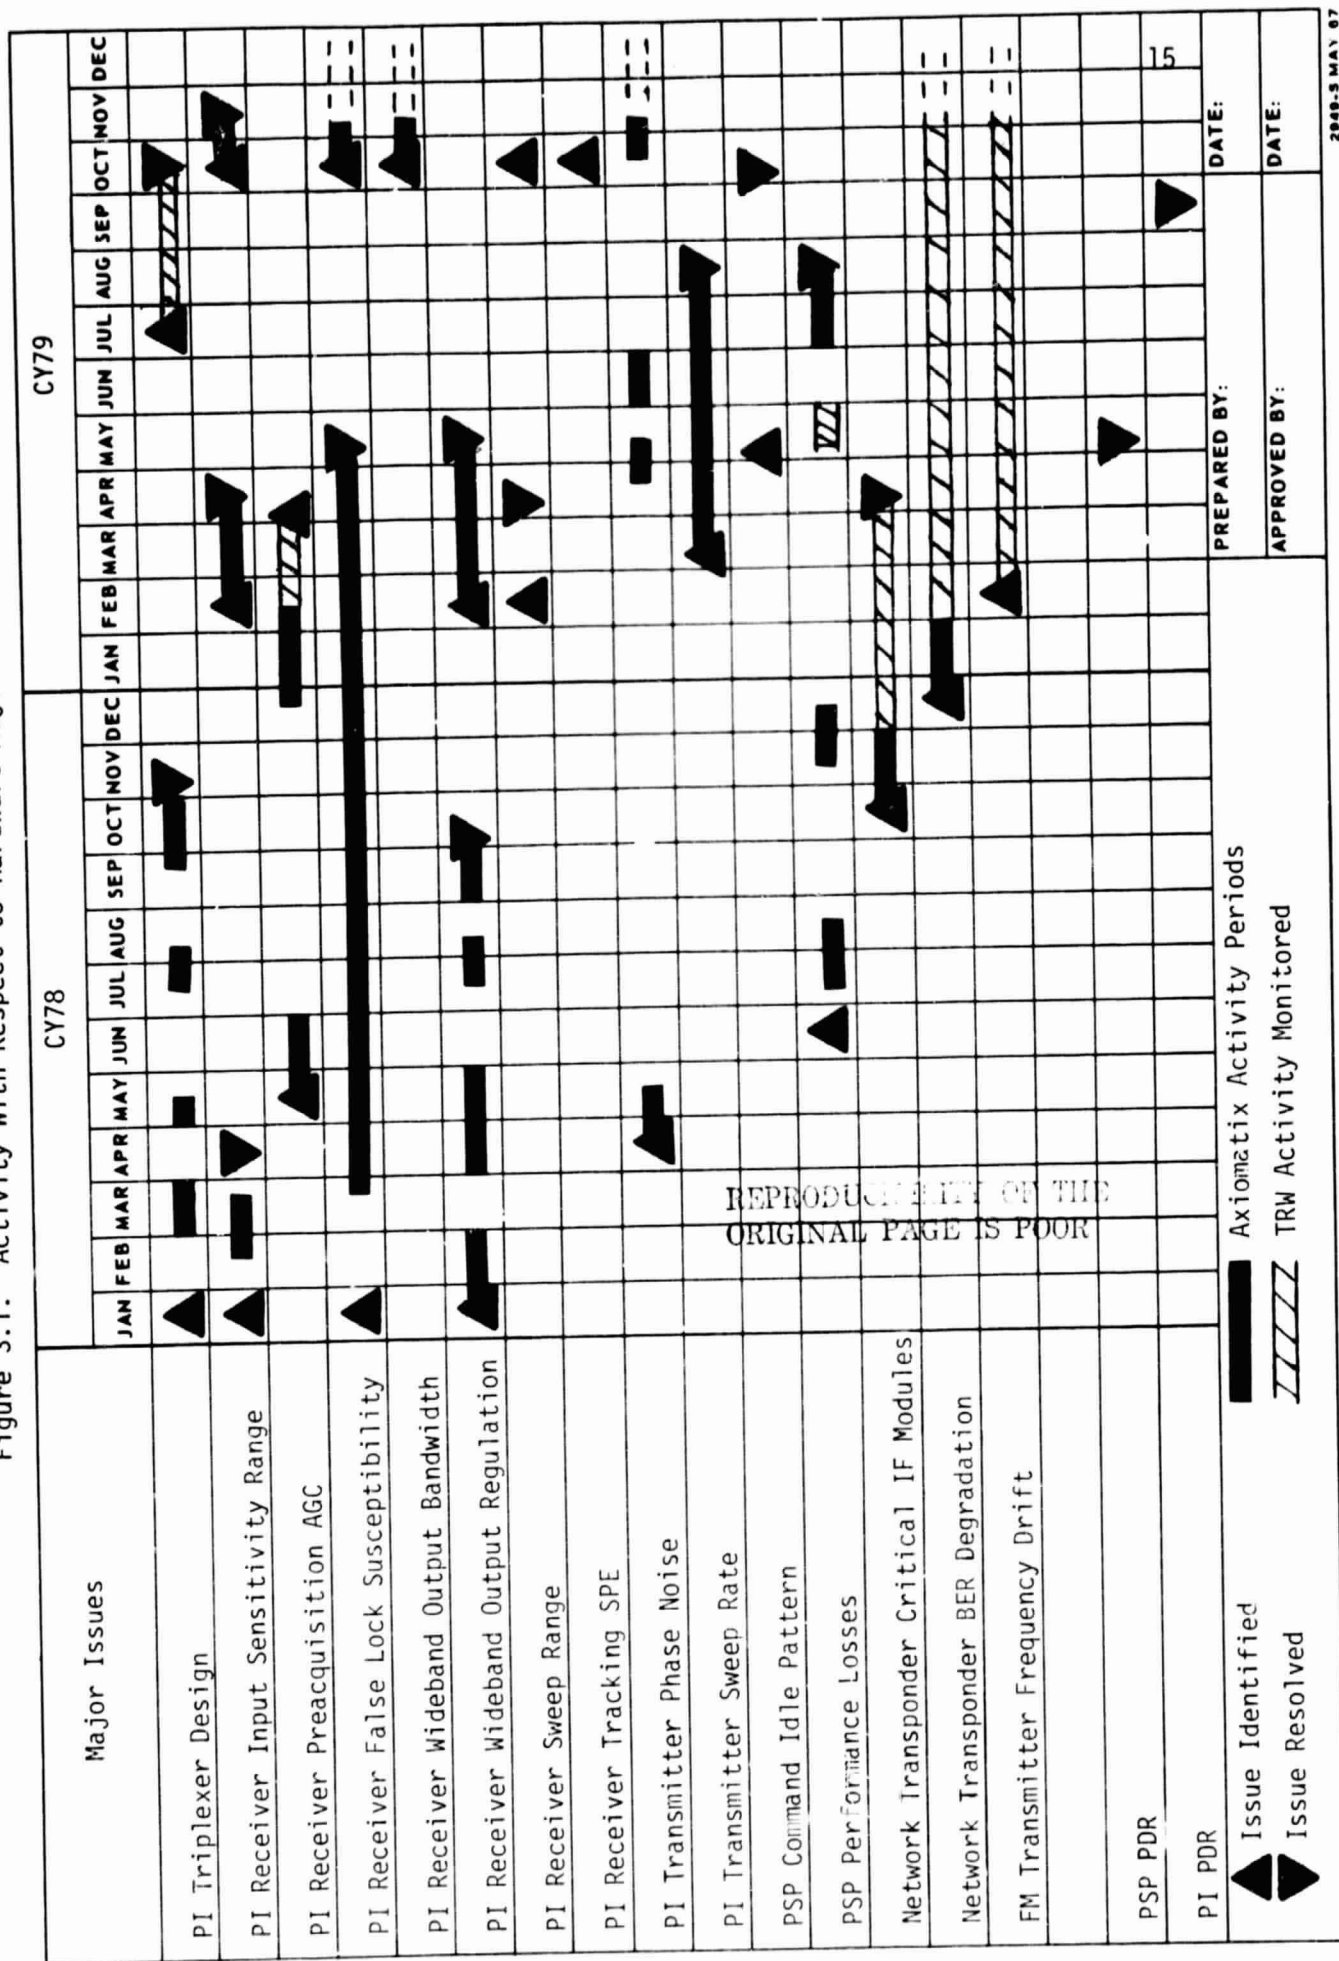 Figure 3.1. Activity With Respect to
CY78
CY79
Major Issues
JAN FEB MAR APR MAY JUN JUL AUG SEP OCT NOV DEC JAN FEB MAR APR MAY JUN JUL AUG SEP OCT NOV DEC
PI Triplexer Design
PI Receiver Input Sensitivity Range
PI Receiver Preacquisition AGC
PI Receiver False Lock Susceptibility
PI Receiver Wideband Output Bandwidth
PI Receiver Wideband Output Regulation
PI Receiver Sweep Range
PI Receiver Tracking SPE
PI Transmitter Phase Noise
PI Transmitter Sweep Rate
PSP Command Idle Pattern
PSP Performance Losses
Network Transponder Critical IF Modules
Network Transponder BER Degradation
FM Transmitter Frequency Drift
PSP PDR
PI PDR
REPRODUCIBILITY OF THE
ORIGINAL PAGE IS POOR
15
Issue Identified
Issue Resolved
Axiomatix Activity Periods
TRW Activity Monitored
PREPARED BY:
DATE:
APPROVED BY:
DATE: